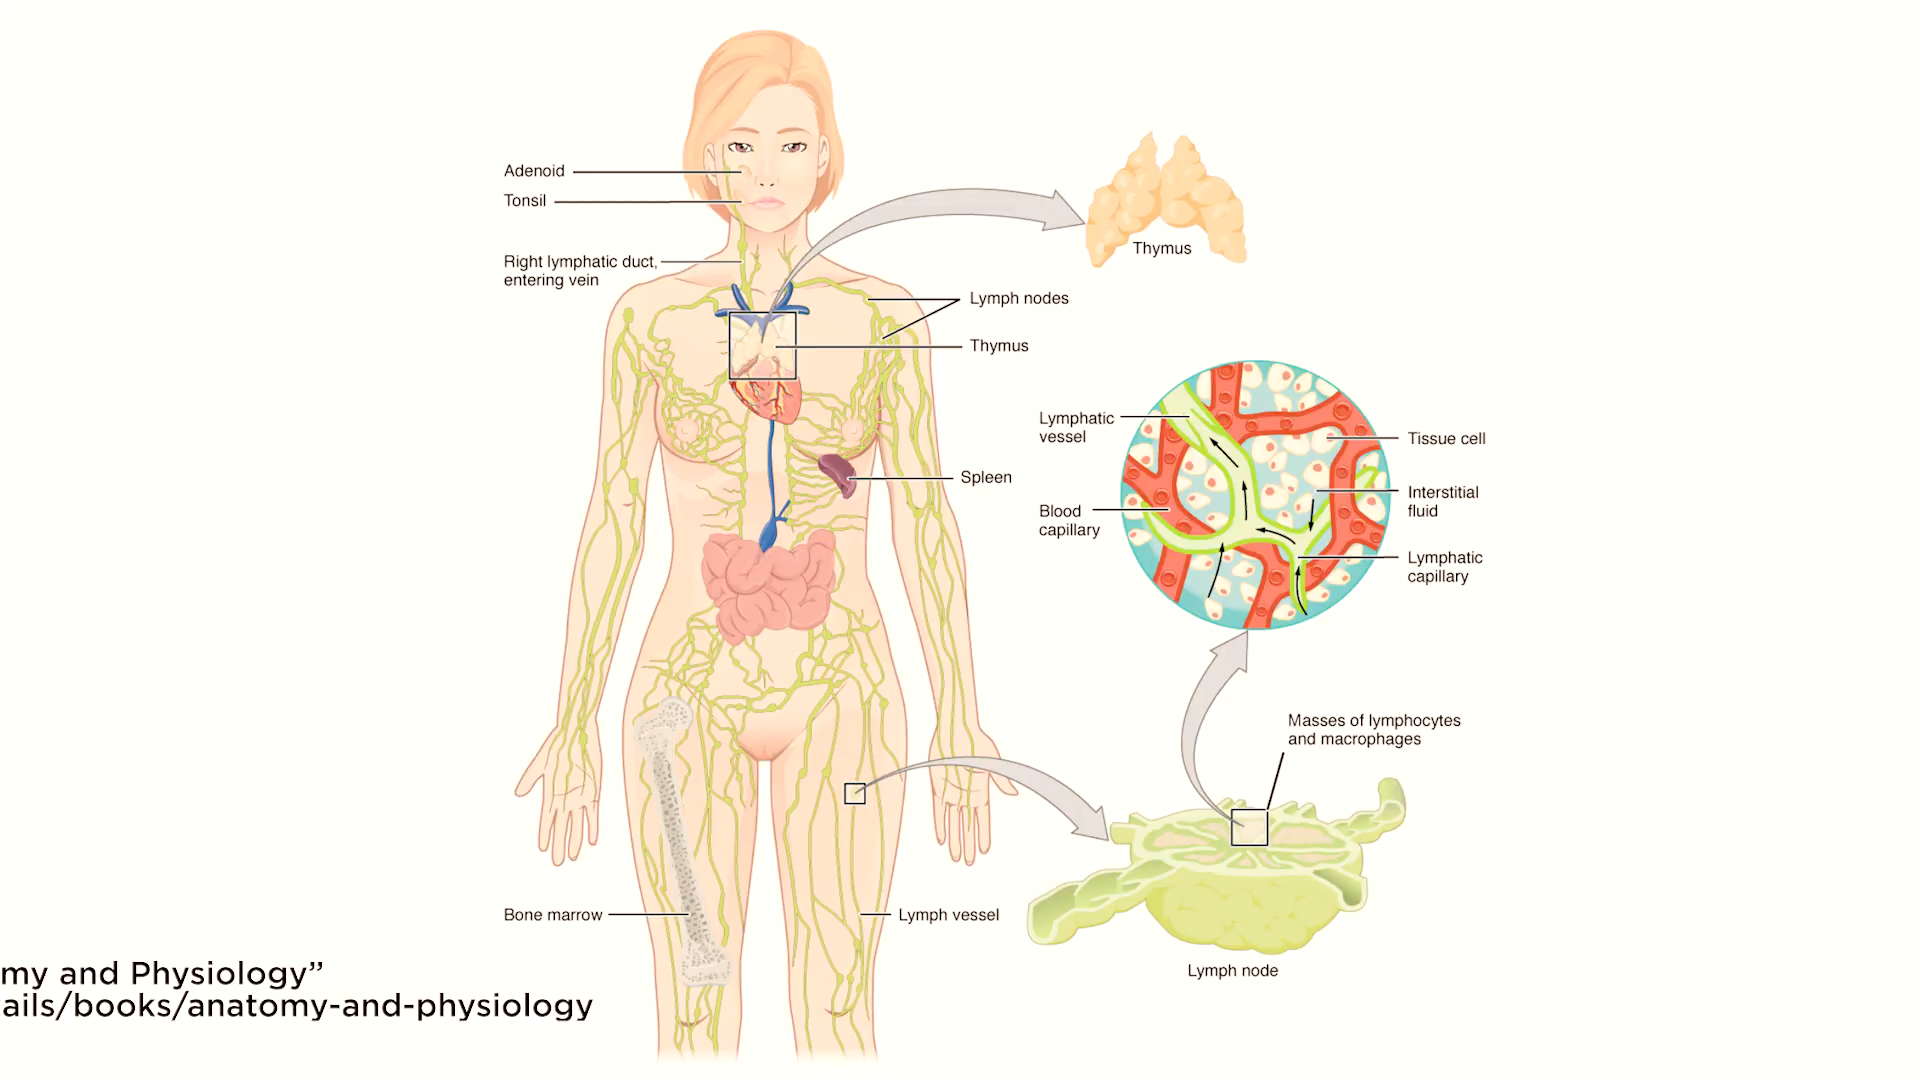 Adenoid
Tonsil
Right lymphatic duct,
entering vein
Thymus
Lymph nodes
Thymus
Spleen
Lymphatic
vessel
Blood
capillary
Tissue cell
Interstitial
fluid
Lymphatic
capillary
Masses of lymphocytes
and macrophages
Bone marrow
Lymph vessel
Lymph node
my and Physiology”
ails/books/anatomy-and-physiology